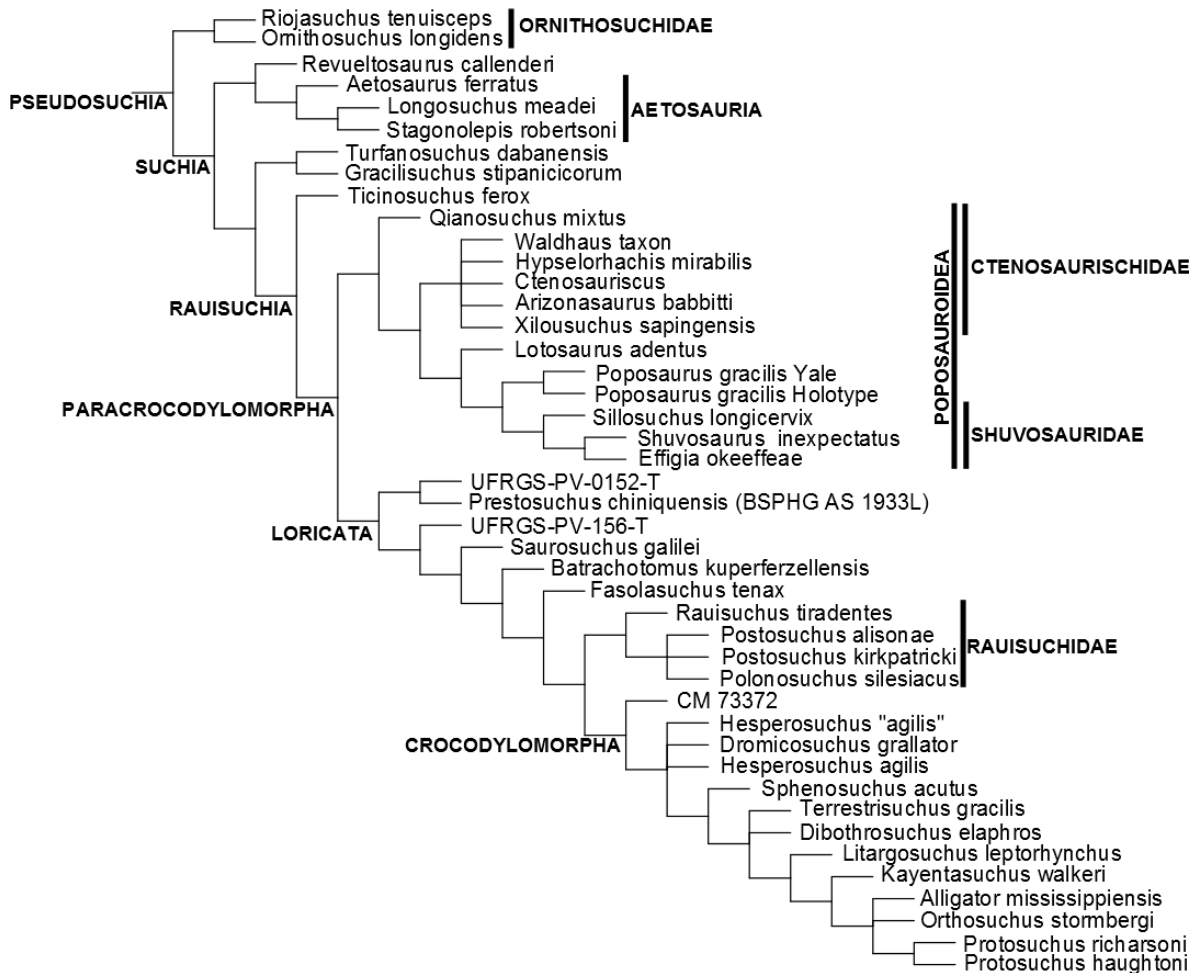 Riojasuchus tenuisceps
Ornithosuchus longidens
ORNITHOSUCHIDAE
Revueltosaurus callenderi
Aetosaurus ferratus
PSEUDOSUCHIA
Longosuchus meadei
AETOSAURIA
Stagonolepis robertsoni
Turfanosuchus dabanensis
SUCHIA
Gracilisuchus stipanicicorum
Ticinosuchus ferox
Qianosuchus mixtus
Waldhaus taxon
Hypselorhachis mirabilis
CTENOSAURISCHIDAE
Ctenosauriscus
Arizonasaurus babbitti
RAUISUCHIA
Xilousuchus sapingensis
POPOSAUROIDEA
Lotosaurus adentus
Poposaurus gracilis Yale
Poposaurus gracilis Holotype
PARACROCODYLOMORPHA
Sillosuchus longicervix
Shuvosaurus inexpectatus
SHUVOSAURIDAE
Effigia okeeffeae
UFRGS-PV-0152-T
Prestosuchus chiniquensis (BSPHG AS 1933L)
UFRGS-PV-156-T
LORICATA
Saurosuchus galilei
Batrachotomus kuperferzellensis
Fasolasuchus tenax
Rauisuchus tiradentes
Postosuchus alisonae
RAUISUCHIDAE
Postosuchus kirkpatricki
Polonosuchus silesiacus
CM 73372
Hesperosuchus "agilis"
CROCODYLOMORPHA
Dromicosuchus grallator
Hesperosuchus agilis
Sphenosuchus acutus
Terrestrisuchus gracilis
Dibothrosuchus elaphros
Litargosuchus leptorhynchus
Kayentasuchus walkeri
Alligator mississippiensis
Orthosuchus stormbergi
Protosuchus richarsoni
Protosuchus haughtoni